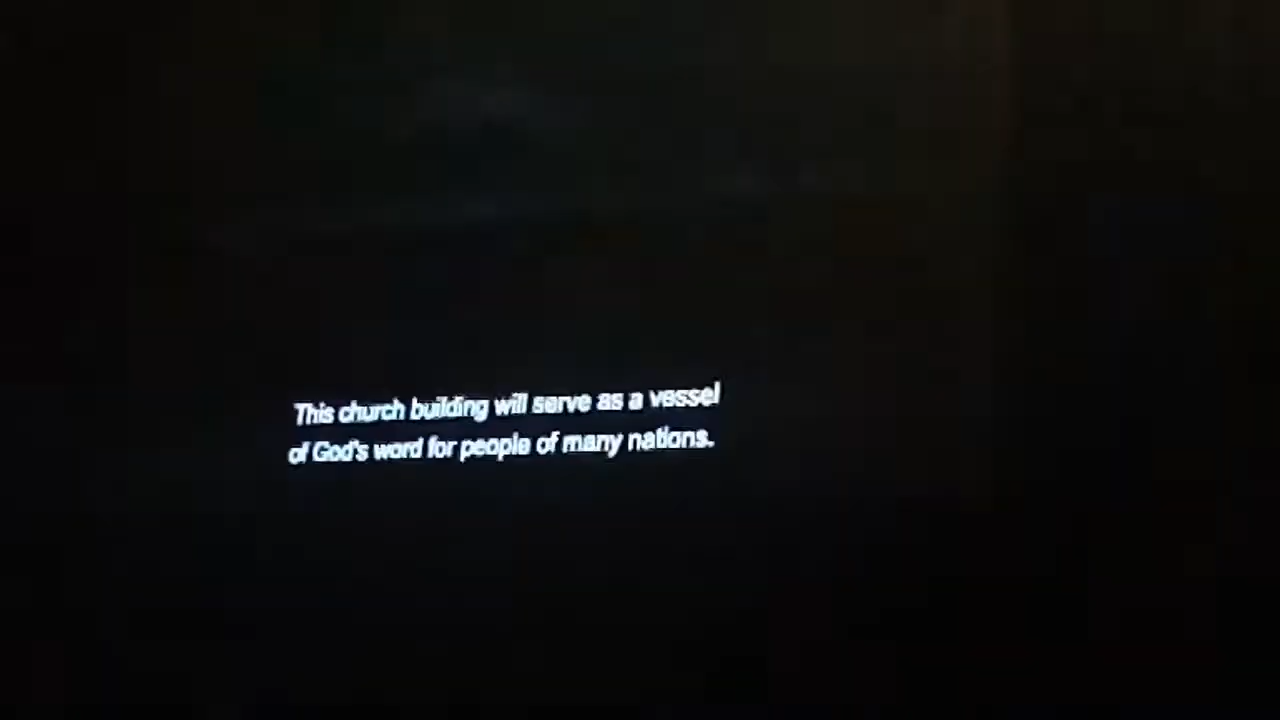 This church building will serve as a vessel
of God's word for people of many nations.